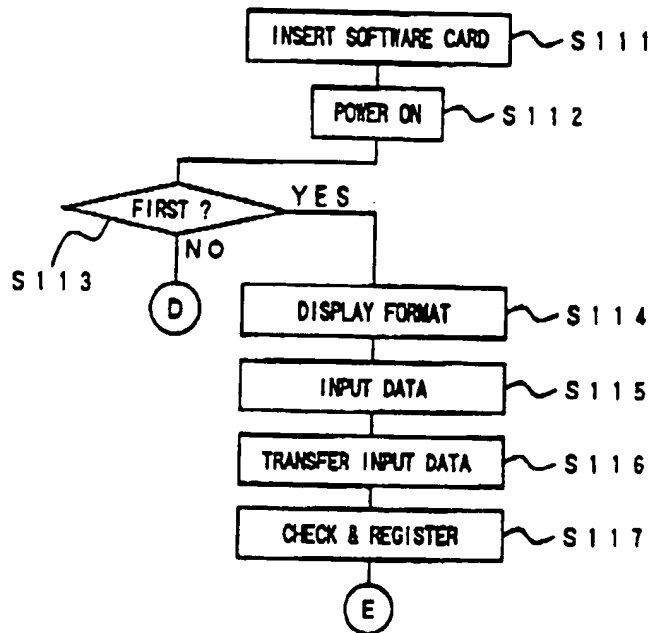 INSERT SOFTWARE CARD S111
POWER ON S112
FIRST ? YES
NO
S113
D
DISPLAY FORMAT S114
INPUT DATA S115
TRANSFER INPUT DATA S116
CHECK & REGISTER S117
E